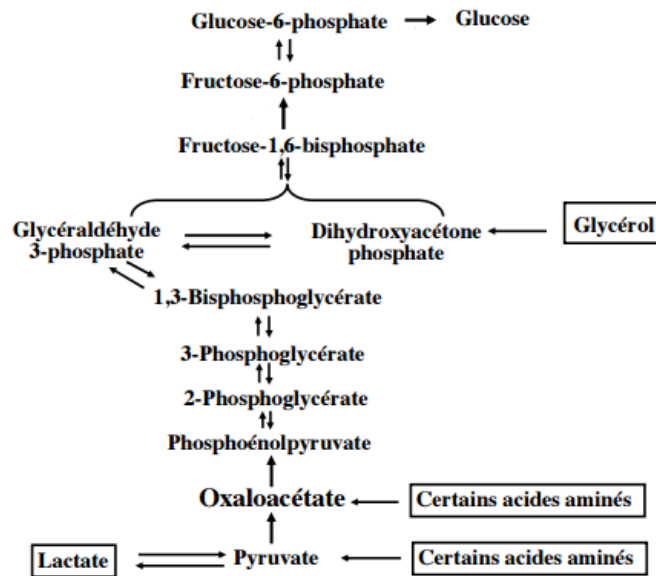 Glucose-6-phosphate Glucose
Fructose-6-phosphate
Fructose-1,6-bisphosphate
Glycéraldéhyde
3-phosphate
Dihydroxyacétone
phosphate
Glycérol
1,3-Bisphosphoglycérate
3-Phosphoglycérate
2-Phosphoglycérate
Phosphoénolpyruvate
Oxaloacétate
Certains acides aminés
Lactate
Pyruvate
Certains acides aminés